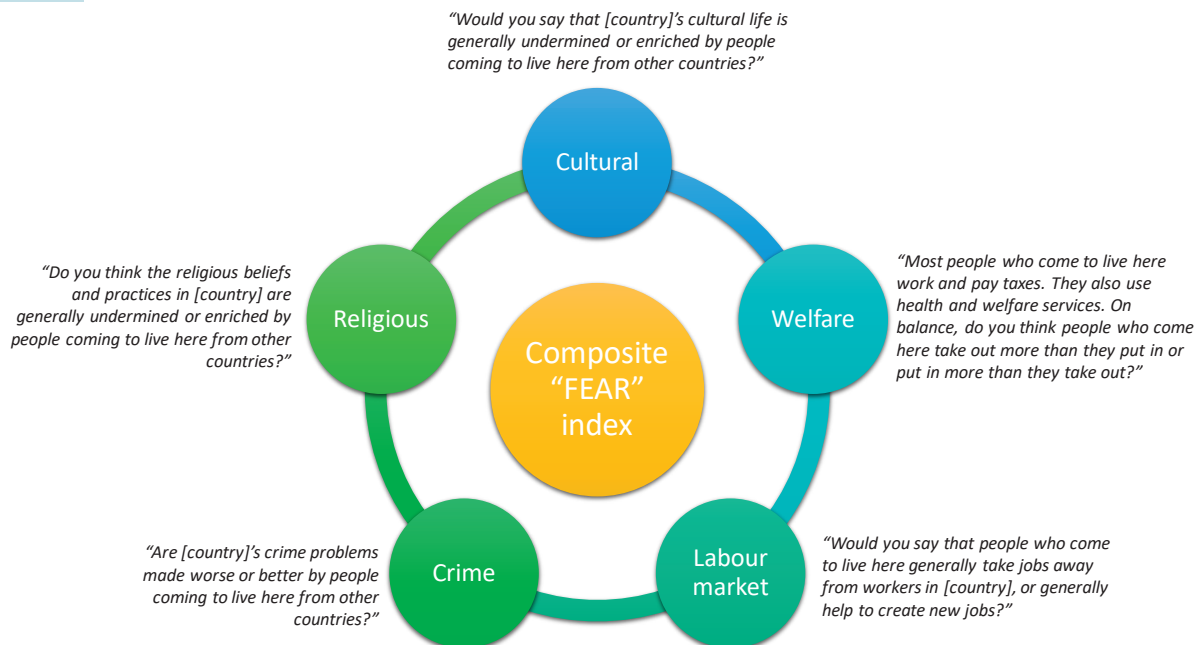 “Would you say that [country]’s cultural life is
generally undermined or enriched by people
coming to live here from other countries?”
Cultural
“Do you think the religious beliefs
and practices in [country] are
generally undermined or enriched by
people coming to live here from other
countries?”
Religious
Welfare
“Most people who come to live here
work and pay taxes. They also use
health and welfare services. On
balance, do you think people who come
here take out more than they put in or
put in more than they take out?”
Composite
“FEAR”
index
“Are [country]’s crime problems
made worse or better by people
coming to live here from other
countries?”
Crime
Labour
market
“Would you say that people who come
to live here generally take jobs away
from workers in [country], or generally
help to create new jobs?”